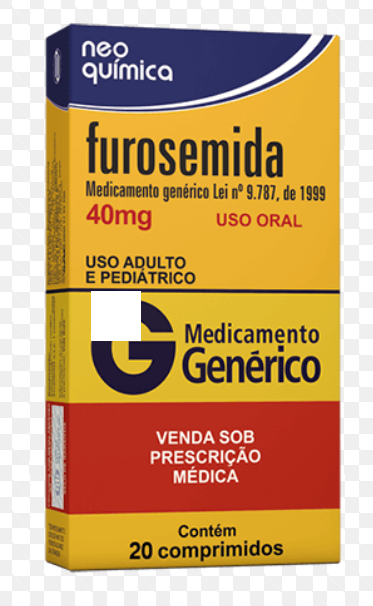 neo
química
furosemida
Medicamento genérico Lei nº 9.787, de 1999
40mg USO ORAL
USO ADULTO
E PEDIÁTRICO
G Medicamento
Genérico
VENDA SOB
PRESCRIÇÃO
MÉDICA
Contém
20 comprimidos